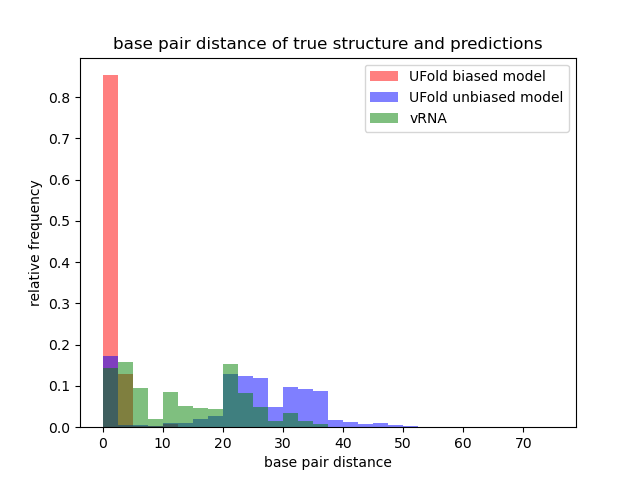 base pair distance of true structure and predictions
UFold biased model
UFold unbiased model
vRNA
relative frequency
0.8
0.7
0.6
0.5
0.4
0.3
0.2
0.1
0.0
0 10 20 30 40 50 60 70
base pair distance